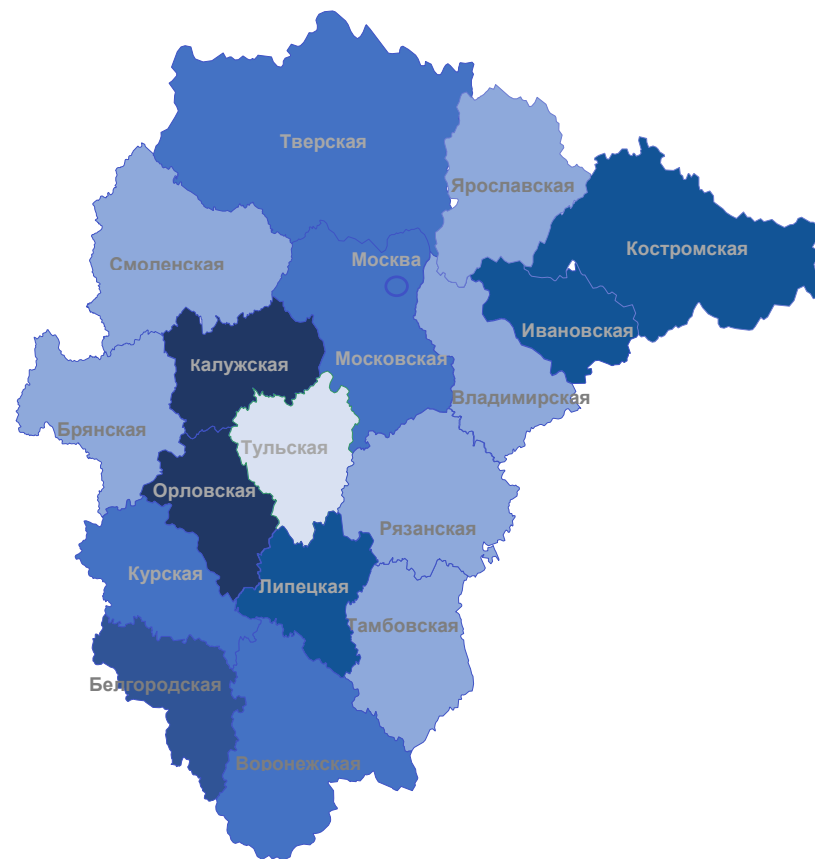 Тверская
Ярославская
Костромская
Москва
Смоленская
Ивановская
Московская
Калужская
Владимирская
Брянская
Тульская
Орловская
Рязанская
Курская
Липецкая
Тамбовская
Белгородская
Воронежская